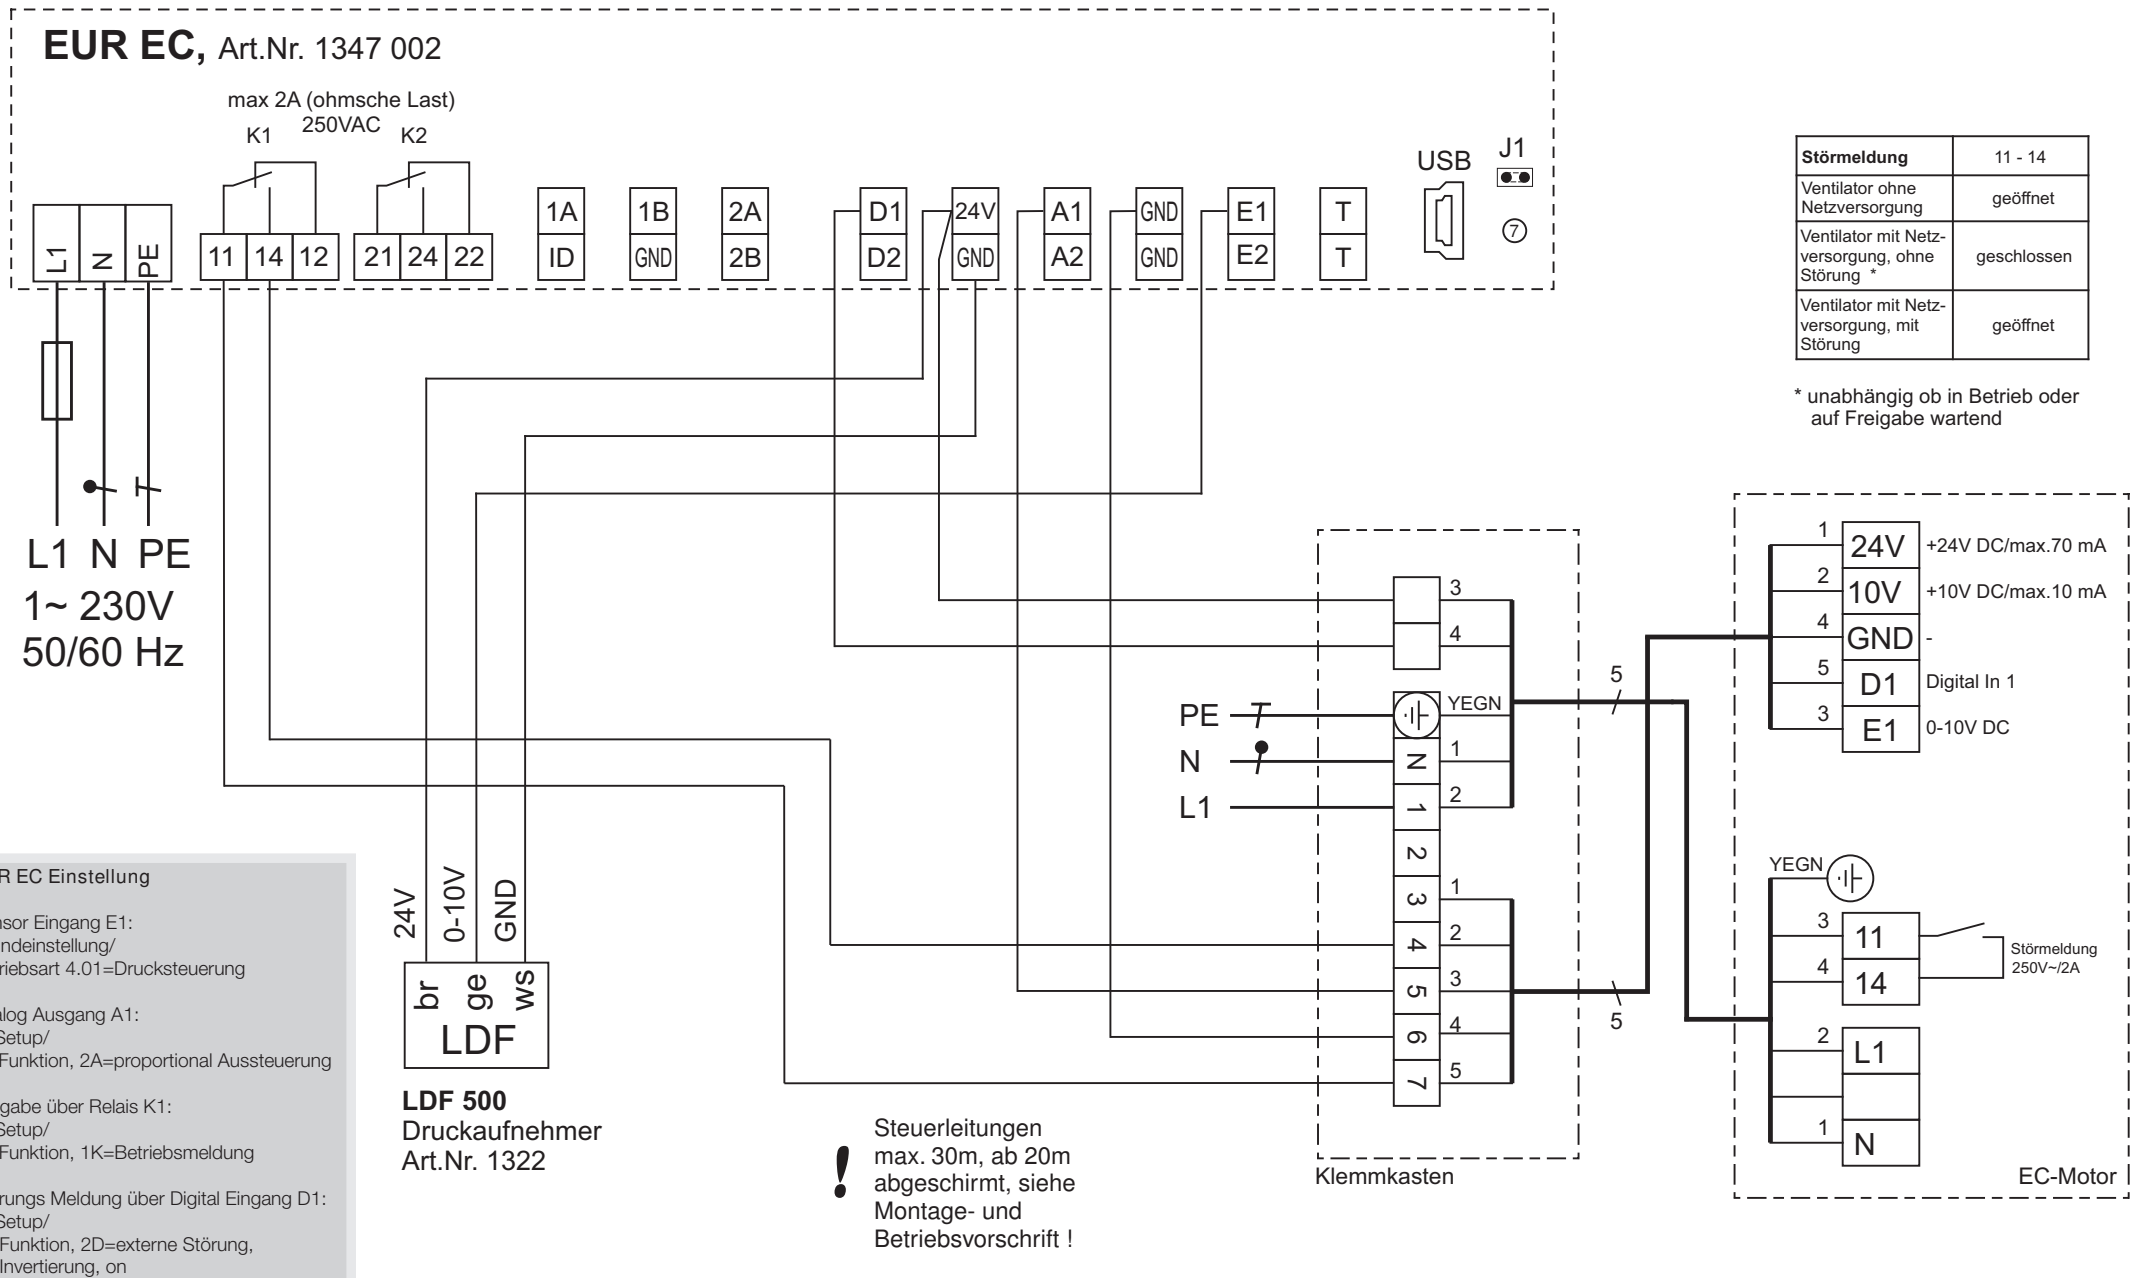 EUR EC, Art.Nr. 1347 002
max 2A (ohmsche Last)
250VAC
K1 K2
L1 N PE
11 14 12
21 24 22
1A
ID
1B
GND
2A
2B
D1
D2
24V
GND
A1
A2
GND
GND
E1
E2
T
T
USB
J1
7
Störmeldung 11 - 14
Ventilator ohne
Netzversorgung
geöffnet
Ventilator mit Netz-
versorgung, ohne
Störung *
geschlossen
Ventilator mit Netz-
versorgung, mit
Störung
geöffnet
* unabhängig ob in Betrieb oder
auf Freigabe wartend
L1 N PE
1~ 230V
50/60 Hz
3
4
PE YEGN
N N 1
L1 1 2
2
3 1
4 2
5 3
6 4
7 5
5
5
Klemmkasten
1 24V +24V DC/max.70 mA
2 10V +10V DC/max.10 mA
4 GND -
5 D1 Digital In 1
3 E1 0-10V DC
YEGN
3 11
4 14
Störmeldung
250V~/2A
2 L1
1 N
EC-Motor
24V 0-10V GND
br ge ws
LDF
LDF 500
Druckaufnehmer
Art.Nr. 1322
! Steuerleitungen
max. 30m, ab 20m
abgeschirmt, siehe
Montage- und
Betriebsvorschrift !
R EC Einstellung
nsor Eingang E1:
ndeinstellung/
riebsart 4.01=Drucksteuerung
alog Ausgang A1:
Setup/
Funktion, 2A=proportional Aussteuerung
gabe über Relais K1:
Setup/
Funktion, 1K=Betriebsmeldung
rungs Meldung über Digital Eingang D1:
Setup/
Funktion, 2D=externe Störung,
Invertierung, on